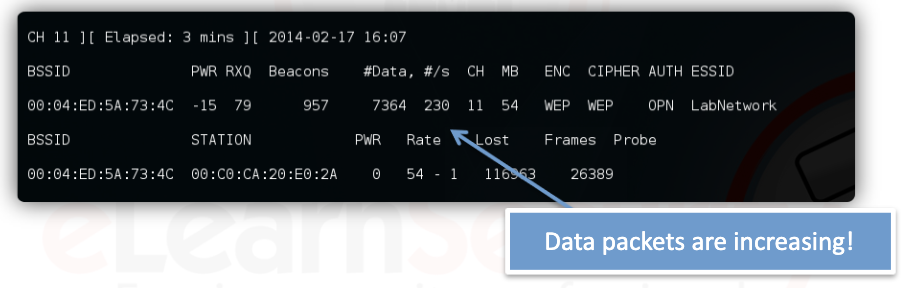 CH 11 ][ Elapsed: 3 mins ][ 2014-02-17 16:07
BSSID PWR RXQ Beacons #Data, #/s CH MB ENC CIPHER AUTH ESSID
00:04:ED:5A:73:4C -15 79 957 7364 230 11 54 WEP WEP OPN LabNetwork
BSSID STATION PWR Rate Lost Frames Probe
00:04:ED:5A:73:4C 00:C0:CA:20:E0:2A 0 54 - 1 116963 26389
Data packets are increasing!